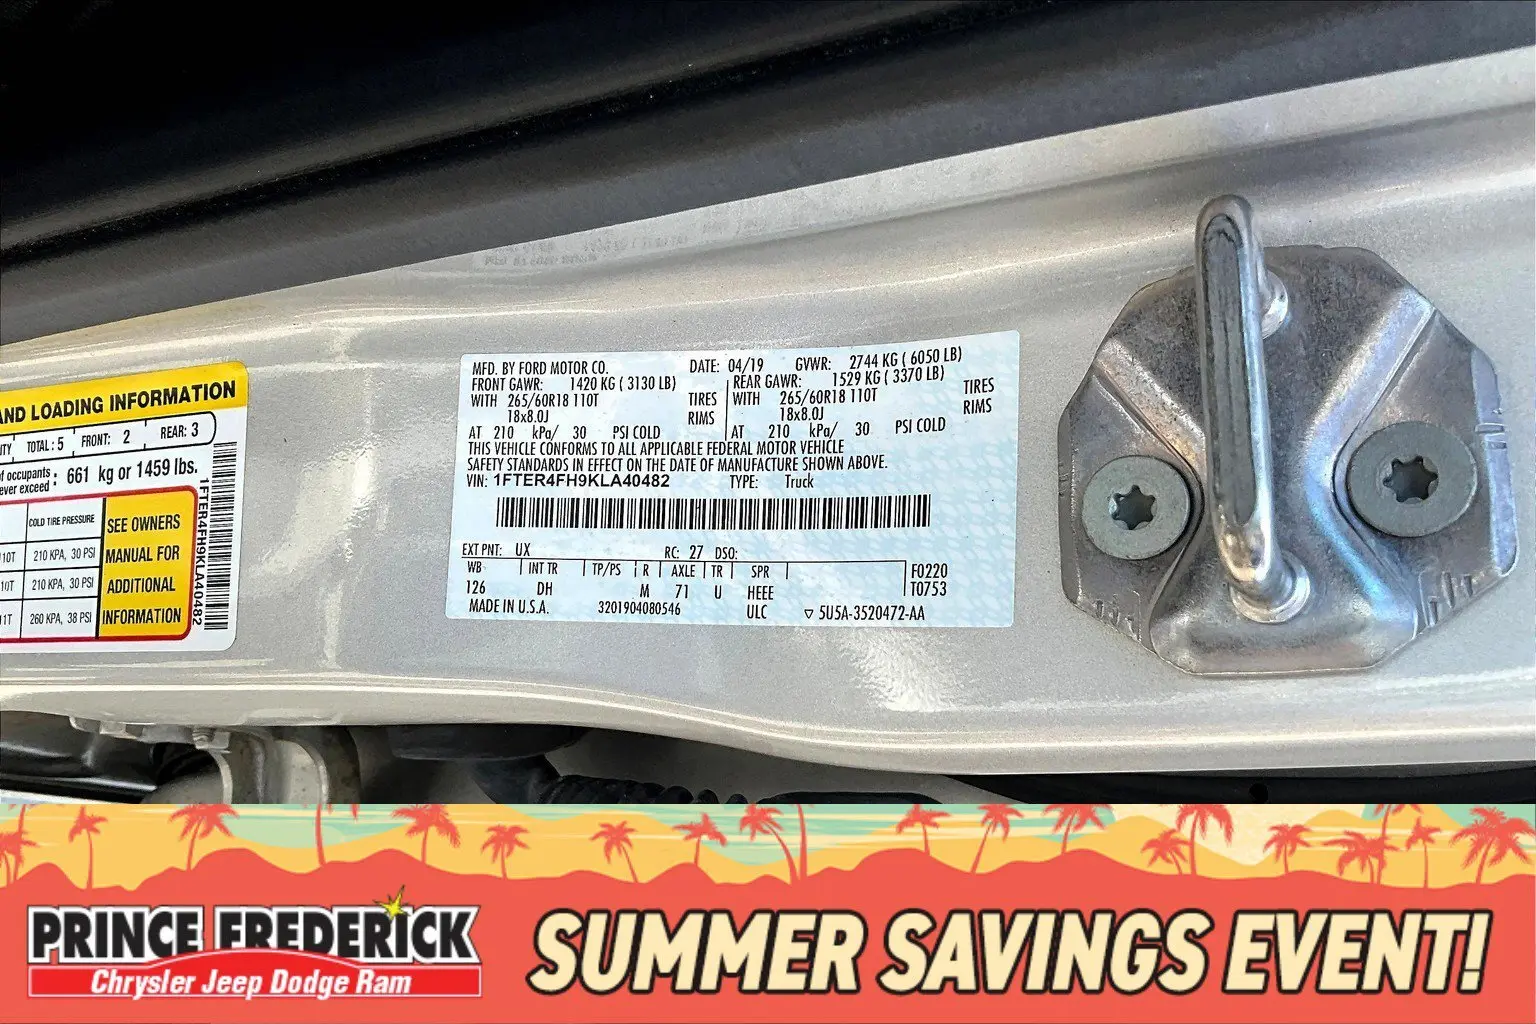 AND LOADING INFORMATION
TOTAL: 5 FRONT: 2 REAR: 3
of occupants
ever exceed : 661 kg or 1459 lbs.
COLD TIRE PRESSURE
210 KPA, 30 PSI
210 KPA, 30 PSI
260 KPA, 38 PSI
SEE OWNERS
MANUAL FOR
ADDITIONAL
INFORMATION
1FTER4FH9KLA40482
MFD. BY FORD MOTOR CO. DATE: 04/19 GVWR: 2744 KG ( 6050 LB)
FRONT GAWR: 1420 KG ( 3130 LB) REAR GAWR: 1529 KG ( 3370 LB)
WITH 265/60R18 110T TIRES WITH 265/60R18 110T TIRES
18x8.0J RIMS 18x8.0J RIMS
AT 210 kPa/ 30 PSI COLD AT 210 kPa/ 30 PSI COLD
THIS VEHICLE CONFORMS TO ALL APPLICABLE FEDERAL MOTOR VEHICLE
SAFETY STANDARDS IN EFFECT ON THE DATE OF MANUFACTURE SHOWN ABOVE.
VIN: 1FTER4FH9KLA40482 TYPE: Truck
EXT PNT: UX RC: 27 DSO:
WB INT TR TP/PS R AXLE TR SPR F0220
126 DH M 71 U HEEE T0753
MADE IN U.S.A. 3201904080546 ULC 5U5A-3520472-AA
PRINCE FREDERICK
Chrysler Jeep Dodge Ram
SUMMER SAVINGS EVENT!